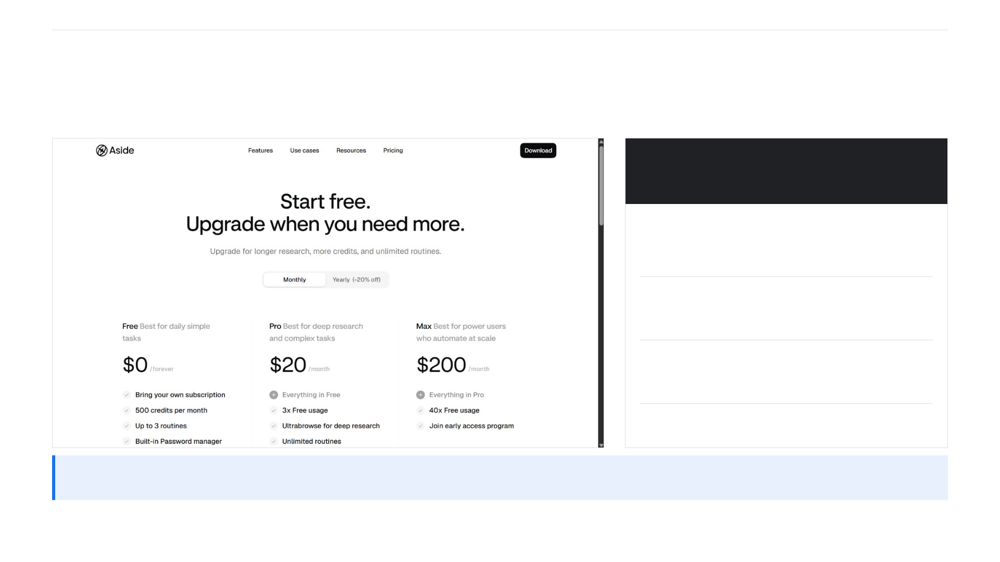 Aside
Features Use cases Resources Pricing
Download
Start free.
Upgrade when you need more.
Upgrade for longer research, more credits, and unlimited routines.
Monthly Yearly (-20% off)
Free Best for daily simple
tasks
$0 /forever
Bring your own subscription
500 credits per month
Up to 3 routines
Built-in Password manager
Pro Best for deep research
and complex tasks
$20 /month
Everything in Free
3x Free usage
Ultrabrowse for deep research
Unlimited routines
Max Best for power users
who automate at scale
$200 /month
Everything in Pro
40x Free usage
Join early access program